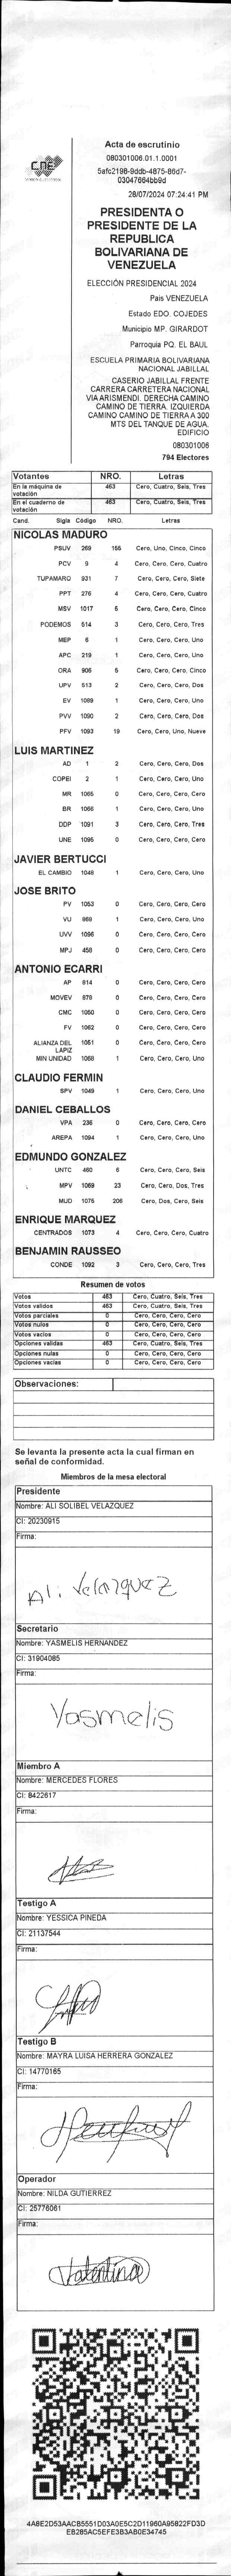 CNE
Acta de escrutinio
080301006.01.1.0001
5afc2198-9ddb-4875-86d7-
03047664bb9d
28/07/2024 07:24:41 PM
PRESIDENTA O
PRESIDENTE DE LA
REPUBLICA
BOLIVARIANA DE
VENEZUELA
ELECCIÓN PRESIDENCIAL 2024
Pais VENEZUELA
Estado EDO. COJEDES
Municipio MP. GIRARDOT
Parroquia PQ. EL BAUL
ESCUELA PRIMARIA BOLIVARIANA
NACIONAL JABILLAL
CASERIO JABILLAL FRENTE
CARRERA CARRETERA NACIONAL
VIA ARISMENDI. DERECHA CAMINO
CAMINO DE TIERRA. IZQUIERDA
CAMINO CAMINO DE TIERRA A 300
MTS DEL TANQUE DE AGUA.
EDIFICIO
080301006
794 Electores
Votantes NRO. Letras
En la máquina de votación 463 Cero, Cuatro, Seis, Tres
En el cuaderno de votación 463 Cero, Cuatro, Seis, Tres
Cand. Sigla Código NRO. Letras
NICOLAS MADURO
PSUV 269 155 Cero, Uno, Cinco, Cinco
PCV 9 4 Cero, Cero, Cero, Cuatro
TUPAMARO 931 7 Cero, Cero, Cero, Siete
PPT 276 4 Cero, Cero, Cero, Cuatro
MSV 1017 5 Cero, Cero, Cero, Cinco
PODEMOS 514 3 Cero, Cero, Cero, Tres
MEP 6 1 Cero, Cero, Cero, Uno
APC 219 1 Cero, Cero, Cero, Uno
ORA 906 5 Cero, Cero, Cero, Cinco
UPV 513 2 Cero, Cero, Cero, Dos
EV 1089 1 Cero, Cero, Cero, Uno
PVV 1090 2 Cero, Cero, Cero, Dos
PFV 1093 19 Cero, Cero, Uno, Nueve
LUIS MARTINEZ
AD 1 2 Cero, Cero, Cero, Dos
COPEI 2 1 Cero, Cero, Cero, Uno
MR 1065 0 Cero, Cero, Cero, Cero
BR 1066 1 Cero, Cero, Cero, Uno
DDP 1091 3 Cero, Cero, Cero, Tres
UNE 1095 0 Cero, Cero, Cero, Cero
JAVIER BERTUCCI
EL CAMBIO 1048 1 Cero, Cero, Cero, Uno
JOSE BRITO
PV 1053 0 Cero, Cero, Cero, Cero
VU 968 1 Cero, Cero, Cero, Uno
UVV 1096 0 Cero, Cero, Cero, Cero
MPJ 458 0 Cero, Cero, Cero, Cero
ANTONIO ECARRI
AP 814 0 Cero, Cero, Cero, Cero
MOVEV 878 0 Cero, Cero, Cero, Cero
CMC 1050 0 Cero, Cero, Cero, Cero
FV 1062 0 Cero, Cero, Cero, Cero
ALIANZA DEL LAPIZ 1051 0 Cero, Cero, Cero, Cero
MIN UNIDAD 1058 1 Cero, Cero, Cero, Uno
CLAUDIO FERMIN
SPV 1049 1 Cero, Cero, Cero, Uno
DANIEL CEBALLOS
VPA 236 0 Cero, Cero, Cero, Cero
AREPA 1094 1 Cero, Cero, Cero, Uno
EDMUNDO GONZALEZ
UNTC 460 6 Cero, Cero, Cero, Seis
MPV 1069 23 Cero, Cero, Dos, Tres
MUD 1075 206 Cero, Dos, Cero, Seis
ENRIQUE MARQUEZ
CENTRADOS 1073 4 Cero, Cero, Cero, Cuatro
BENJAMIN RAUSSEO
CONDE 1092 3 Cero, Cero, Cero, Tres
Resumen de votos
Votos 463 Cero, Cuatro, Seis, Tres
Votos validos 463 Cero, Cuatro, Seis, Tres
Votos parciales 0 Cero, Cero, Cero, Cero
Votos nulos 0 Cero, Cero, Cero, Cero
Votos vacios 0 Cero, Cero, Cero, Cero
Opciones validas 463 Cero, Cuatro, Seis, Tres
Opciones nulas 0 Cero, Cero, Cero, Cero
Opciones vacias 0 Cero, Cero, Cero, Cero
Observaciones:
Se levanta la presente acta la cual firman en
señal de conformidad.
Miembros de la mesa electoral
Presidente
Nombre: ALI SOLIBEL VELAZQUEZ
CI: 20230915
Firma:
Ali Velazquez
Secretario
Nombre: YASMELIS HERNANDEZ
CI: 31904085
Firma:
Yasmelis
Miembro A
Nombre: MERCEDES FLORES
CI: 8422617
Firma:
Testigo A
Nombre: YESSICA PINEDA
CI: 21137544
Firma:
Testigo B
Nombre: MAYRA LUISA HERRERA GONZALEZ
CI: 14770165
Firma:
Operador
Nombre: NILDA GUTIERREZ
CI: 25776061
Firma:
Valentina
4A8E2D53AACB5551D03A0E5C2D11960A95822FD3D
EB285AC5EFE3B3AB0E34745